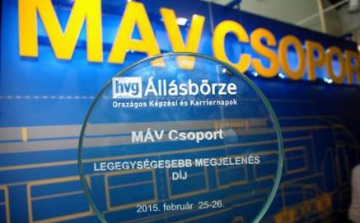 MÁV CSOPORT
hvg Állásbörze
Országos Képzési és Karriernapok
MÁV Csoport
LEGEGYSÉGESEBB MEGJELENÉS
DÍJ
2015. február 25-26.